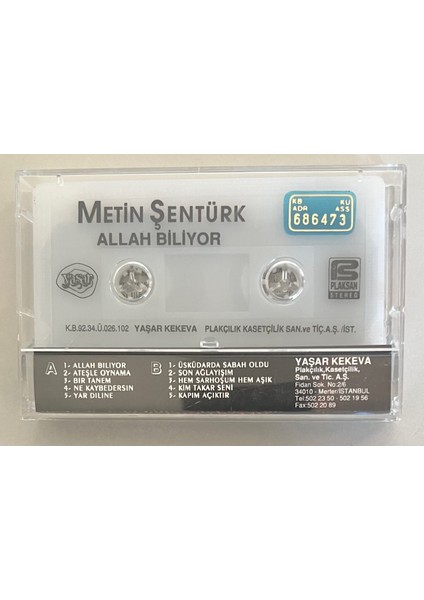 METİN ŞENTÜRK
ALLAH BİLİYOR
KB KU
ADR ASS
686473
PLAKSAN
STEREO
K.B.92.34.Ü.026.102 YAŞAR KEKEVA PLAKÇILIK KASETÇİLİK SAN.ve TİÇ.A.Ş. /İST.
A
1- ALLAH BİLİYOR
2- ATEŞLE OYNAMA
3- BİR TANEM
4- NE KAYBEDERSİN
5- YAR DİLİNE
B
1- ÜSKÜDARDA SABAH OLDU
2- SON AĞLAYIŞIM
3- HEM SARHOŞUM HEM AŞIK
4- KİM TAKAR SENİ
5- KAPIM AÇIKTIR
YAŞAR KEKEVA
Plakçılık,Kasetçilik,
San. ve Tic. A.Ş.
Fidan Sok. No:2/6
34010 - Merter/İSTANBUL
Tel:502 23 50 - 502 19 56
Fax:502 20 89